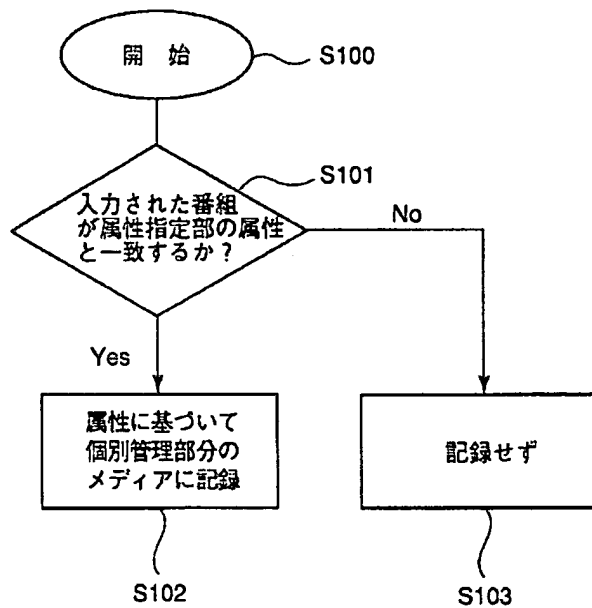 開 始
S100
入力された番組
が属性指定部の属性
と一致するか？
S101
No
Yes
属性に基づいて
個別管理部分の
メディアに記録
記録せず
S102
S103